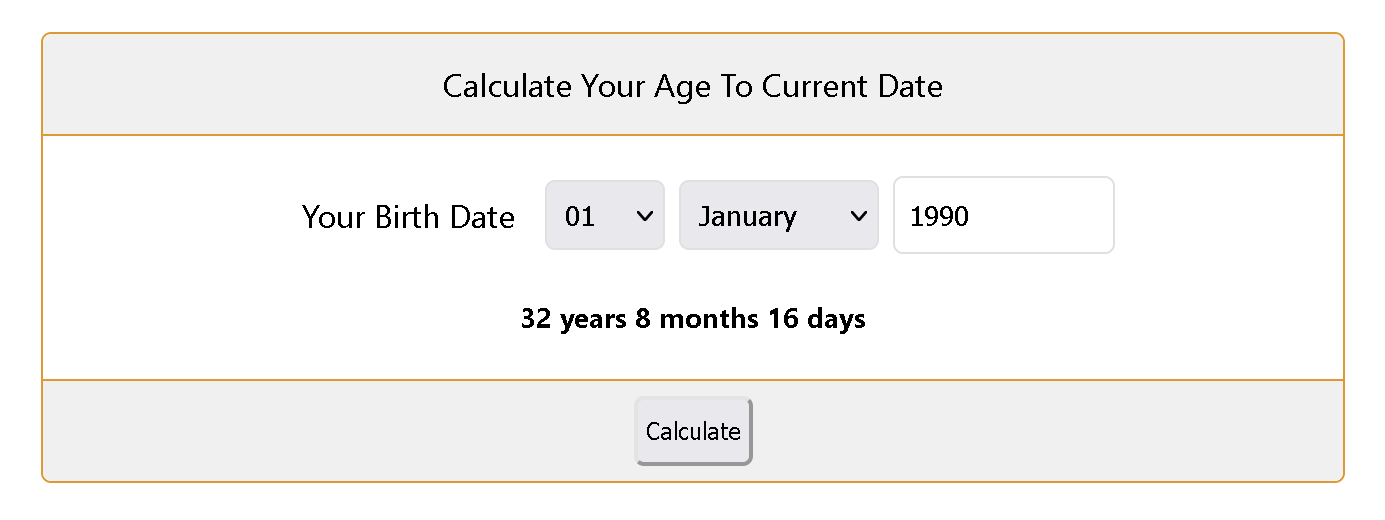 Calculate Your Age To Current Date
Your Birth Date 01 January 1990
32 years 8 months 16 days
Calculate